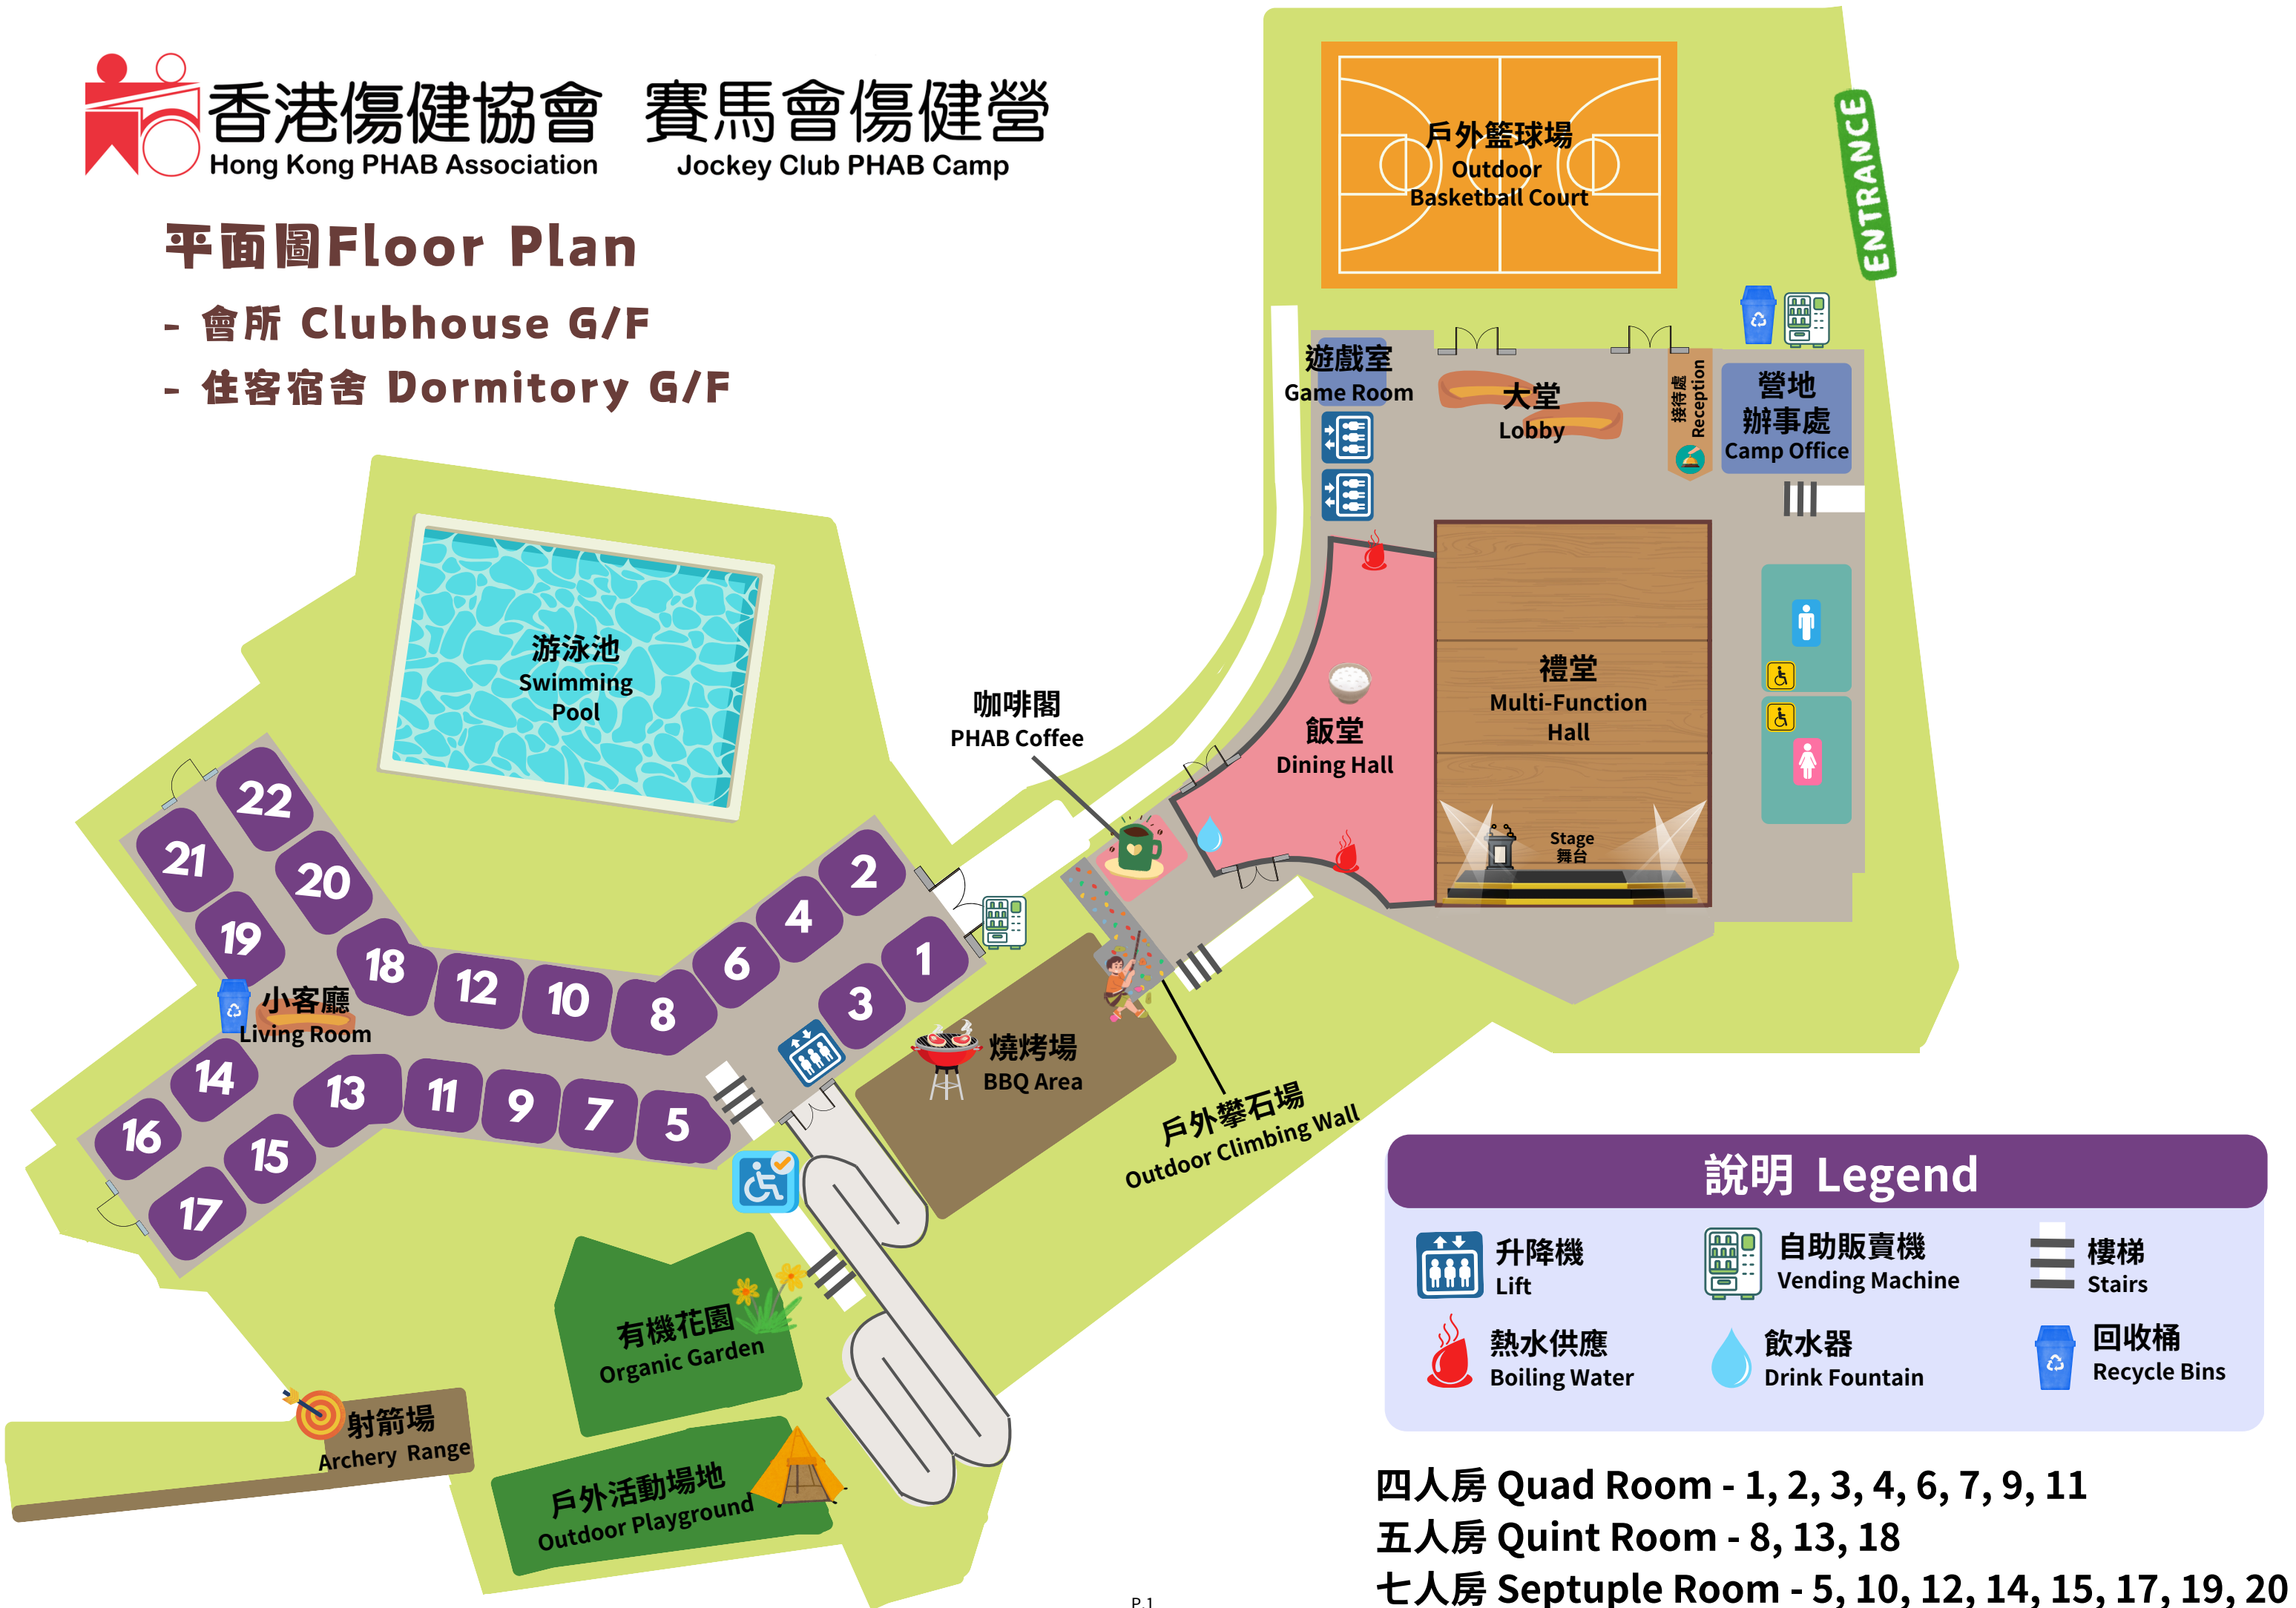 香港傷健協會 賽馬會傷健營
Hong Kong PHAB Association Jockey Club PHAB Camp
平面圖Floor Plan
- 會所 Clubhouse G/F
- 住客宿舍 Dormitory G/F
戶外籃球場
Outdoor
Basketball Court
ENTRANCE
遊戲室
Game Room
大堂
Lobby
接待處
Reception
營地
辦事處
Camp Office
游泳池
Swimming
Pool
咖啡閣
PHAB Coffee
飯堂
Dining Hall
禮堂
Multi-Function
Hall
Stage
舞台
22
21
20
19
18
12
10
8
6
4
2
1
3
小客廳
Living Room
14
16
13
11
9
7
5
15
17
燒烤場
BBQ Area
戶外攀石場
Outdoor Climbing Wall
有機花園
Organic Garden
射箭場
Archery Range
戶外活動場地
Outdoor Playground
說明 Legend
升降機
Lift
自助販賣機
Vending Machine
樓梯
Stairs
熱水供應
Boiling Water
飲水器
Drink Fountain
回收桶
Recycle Bins
四人房 Quad Room - 1, 2, 3, 4, 6, 7, 9, 11
五人房 Quint Room - 8, 13, 18
七人房 Septuple Room - 5, 10, 12, 14, 15, 17, 19, 20
P.1